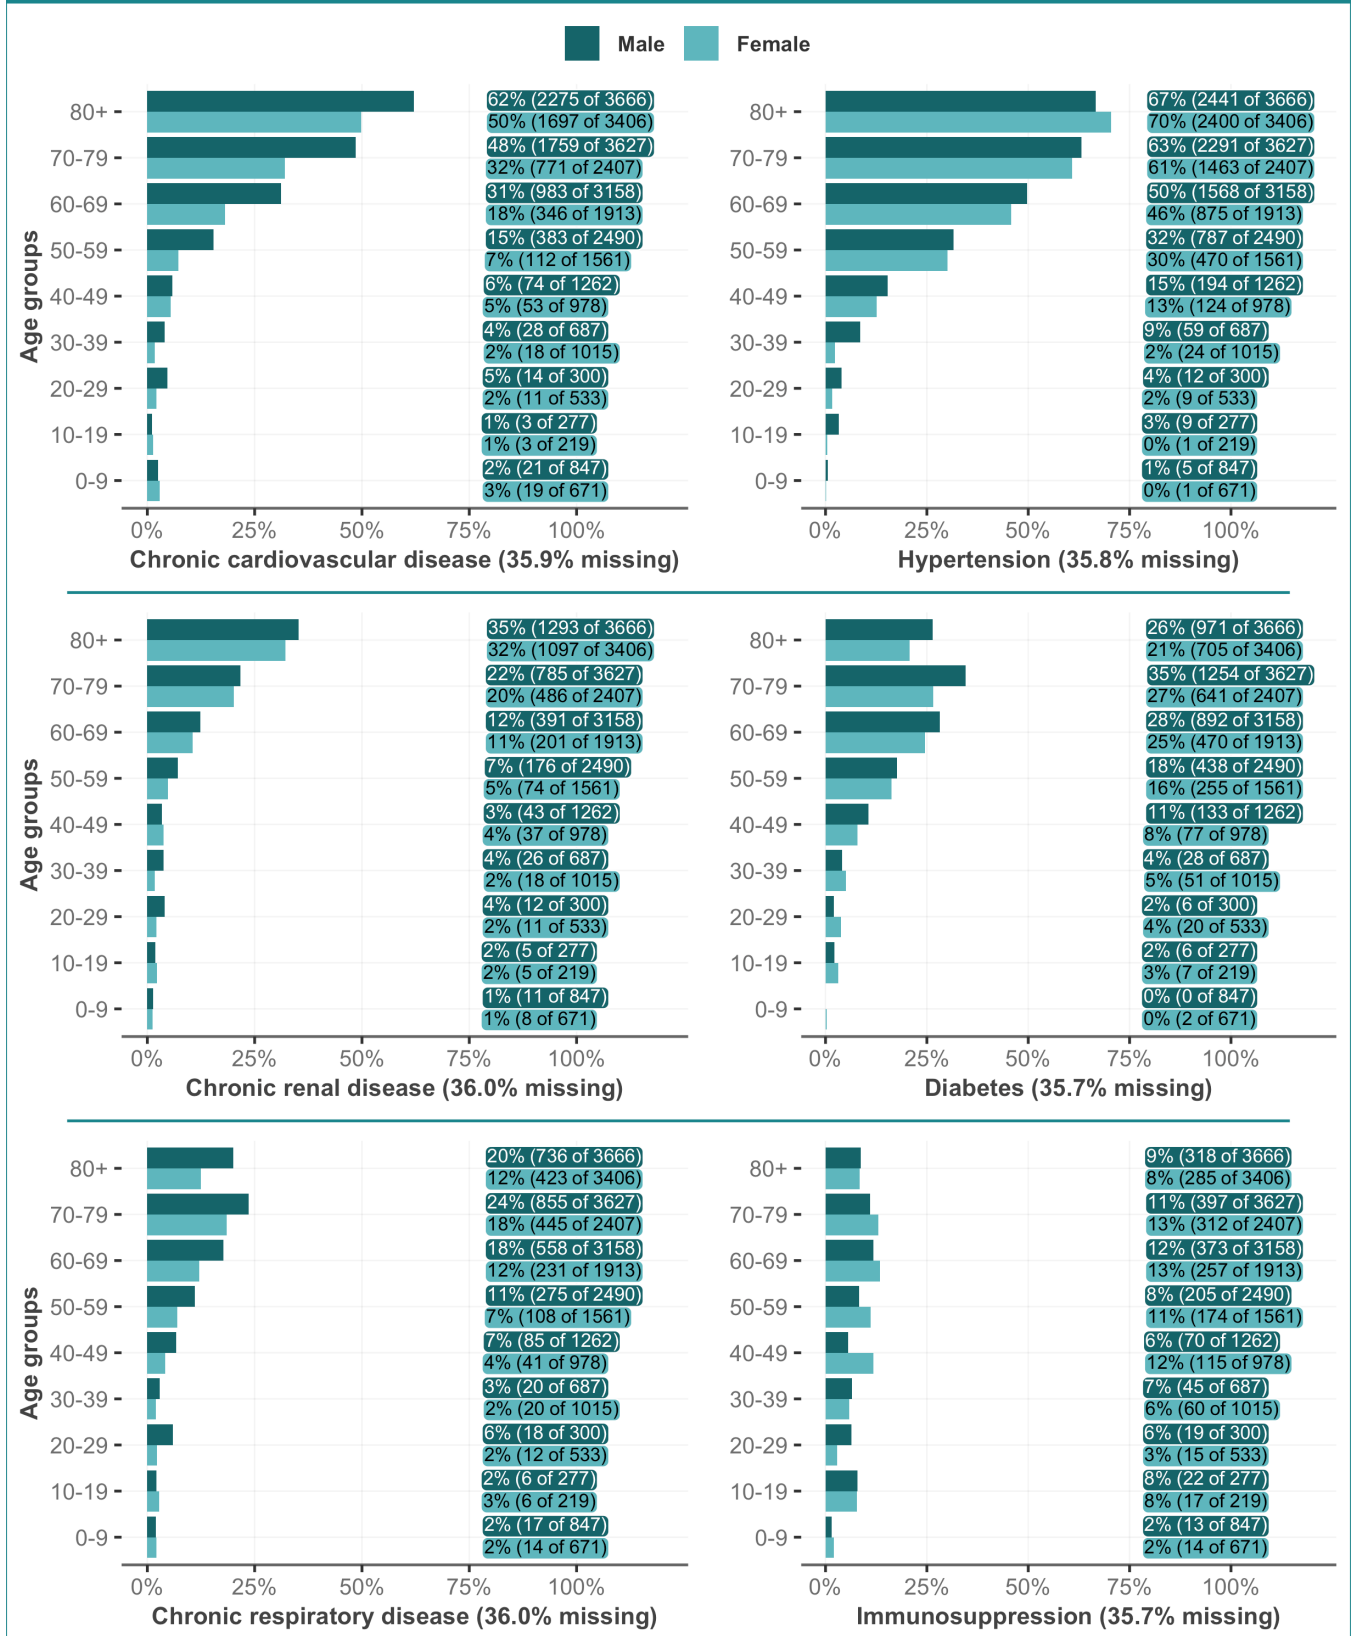 Male Female
Age groups
80+
62% (2275 of 3666)
50% (1697 of 3406)
70-79
48% (1759 of 3627)
32% (771 of 2407)
60-69
31% (983 of 3158)
18% (346 of 1913)
50-59
15% (383 of 2490)
7% (112 of 1561)
40-49
6% (74 of 1262)
5% (53 of 978)
30-39
4% (28 of 687)
2% (18 of 1015)
20-29
5% (14 of 300)
2% (11 of 533)
10-19
1% (3 of 277)
1% (3 of 219)
0-9
2% (21 of 847)
3% (19 of 671)
0% 25% 50% 75% 100%
Chronic cardiovascular disease (35.9% missing)
80+
67% (2441 of 3666)
70% (2400 of 3406)
70-79
63% (2291 of 3627)
61% (1463 of 2407)
60-69
50% (1568 of 3158)
46% (875 of 1913)
50-59
32% (787 of 2490)
30% (470 of 1561)
40-49
15% (194 of 1262)
13% (124 of 978)
30-39
9% (59 of 687)
2% (24 of 1015)
20-29
4% (12 of 300)
2% (9 of 533)
10-19
3% (9 of 277)
0% (1 of 219)
0-9
1% (5 of 847)
0% (1 of 671)
0% 25% 50% 75% 100%
Hypertension (35.8% missing)
Age groups
80+
35% (1293 of 3666)
32% (1097 of 3406)
70-79
22% (785 of 3627)
20% (486 of 2407)
60-69
12% (391 of 3158)
11% (201 of 1913)
50-59
7% (176 of 2490)
5% (74 of 1561)
40-49
3% (43 of 1262)
4% (37 of 978)
30-39
4% (26 of 687)
2% (18 of 1015)
20-29
4% (12 of 300)
2% (11 of 533)
10-19
2% (5 of 277)
2% (5 of 219)
0-9
1% (11 of 847)
1% (8 of 671)
0% 25% 50% 75% 100%
Chronic renal disease (36.0% missing)
80+
26% (971 of 3666)
21% (705 of 3406)
70-79
35% (1254 of 3627)
27% (641 of 2407)
60-69
28% (892 of 3158)
25% (470 of 1913)
50-59
18% (438 of 2490)
16% (255 of 1561)
40-49
11% (133 of 1262)
8% (77 of 978)
30-39
4% (28 of 687)
5% (51 of 1015)
20-29
2% (6 of 300)
4% (20 of 533)
10-19
2% (6 of 277)
3% (7 of 219)
0-9
0% (0 of 847)
0% (2 of 671)
0% 25% 50% 75% 100%
Diabetes (35.7% missing)
Age groups
80+
20% (736 of 3666)
12% (423 of 3406)
70-79
24% (855 of 3627)
18% (445 of 2407)
60-69
18% (558 of 3158)
12% (231 of 1913)
50-59
11% (275 of 2490)
7% (108 of 1561)
40-49
7% (85 of 1262)
4% (41 of 978)
30-39
3% (20 of 687)
2% (20 of 1015)
20-29
6% (18 of 300)
2% (12 of 533)
10-19
2% (6 of 277)
3% (6 of 219)
0-9
2% (17 of 847)
2% (14 of 671)
0% 25% 50% 75% 100%
Chronic respiratory disease (36.0% missing)
80+
9% (318 of 3666)
8% (285 of 3406)
70-79
11% (397 of 3627)
13% (312 of 2407)
60-69
12% (373 of 3158)
13% (257 of 1913)
50-59
8% (205 of 2490)
11% (174 of 1561)
40-49
6% (70 of 1262)
12% (115 of 978)
30-39
7% (45 of 687)
6% (60 of 1015)
20-29
6% (19 of 300)
3% (15 of 533)
10-19
8% (22 of 277)
8% (17 of 219)
0-9
2% (13 of 847)
2% (14 of 671)
0% 25% 50% 75% 100%
Immunosuppression (35.7% missing)